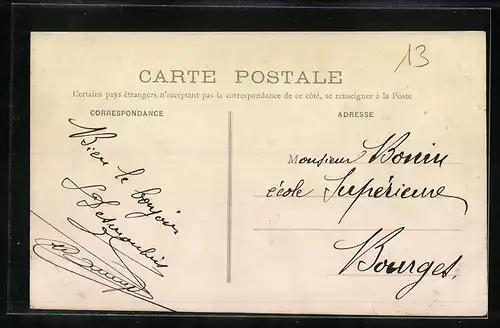 13
CARTE POSTALE
Certains pays étrangers n'acceptant pas la correspondance de ce côté, se renseigner à la Poste
CORRESPONDANCE
ADRESSE
Bien le bonjour
Monsieur Bonin
école Supérieure
Bourges.